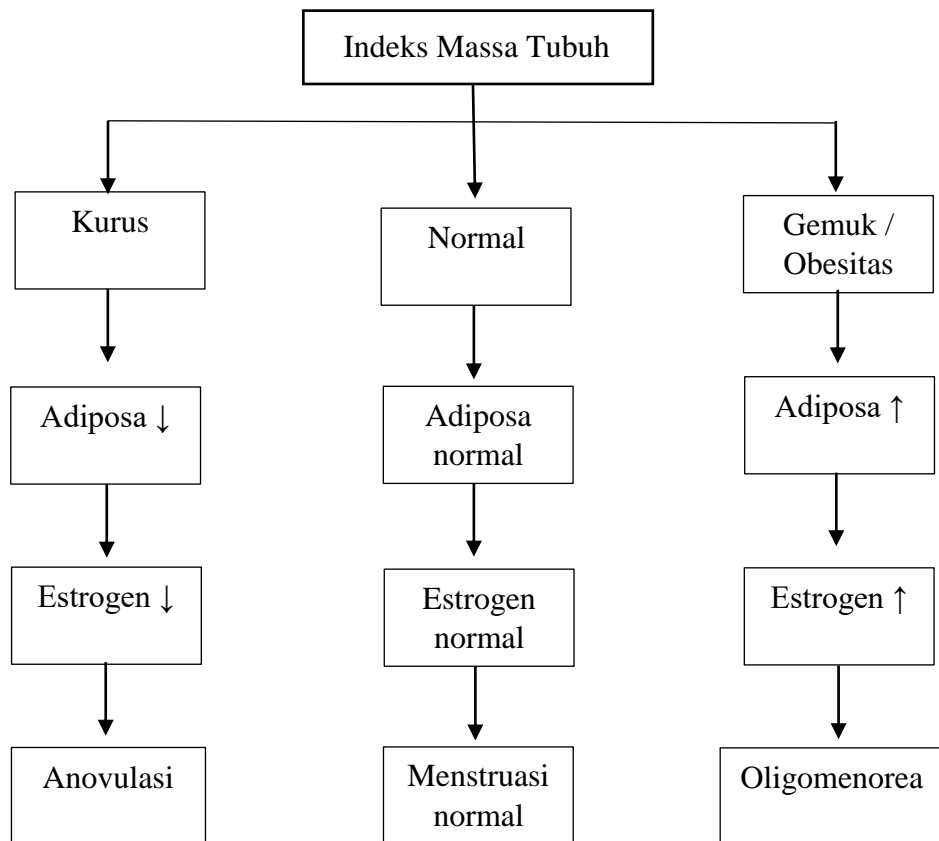 Indeks Massa Tubuh
Kurus
Normal
Gemuk /
Obesitas
Adiposa ↓
Adiposa
normal
Adiposa ↑
Estrogen ↓
Estrogen
normal
Estrogen ↑
Anovulasi
Menstruasi
normal
Oligomenorea